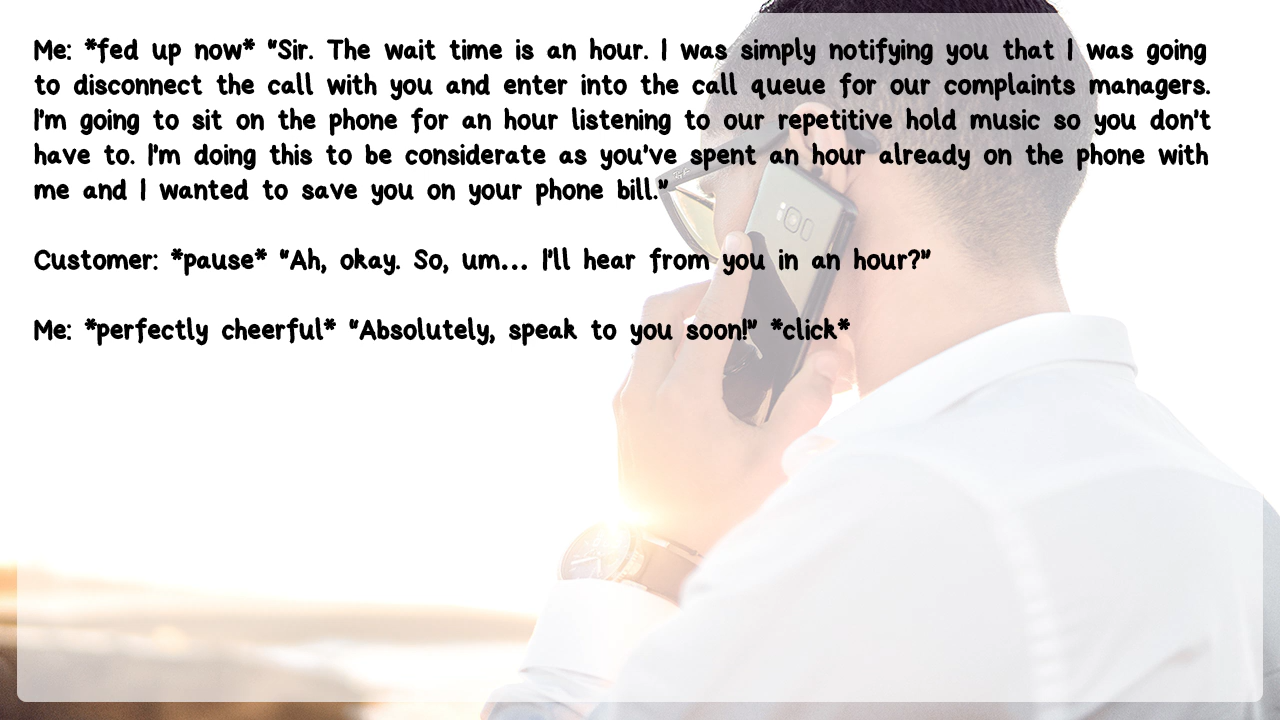 Me: *fed up now* "Sir. The wait time is an hour. I was simply notifying you that I was going
to disconnect the call with you and enter into the call queue for our complaints managers.
I'm going to sit on the phone for an hour listening to our repetitive hold music so you don't
have to. I'm doing this to be considerate as you've spent an hour already on the phone with
me and I wanted to save you on your phone bill."
Customer: *pause* "Ah, okay. So, um... I'll hear from you in an hour?"
Me: *perfectly cheerful* "Absolutely, speak to you soon!" *click*